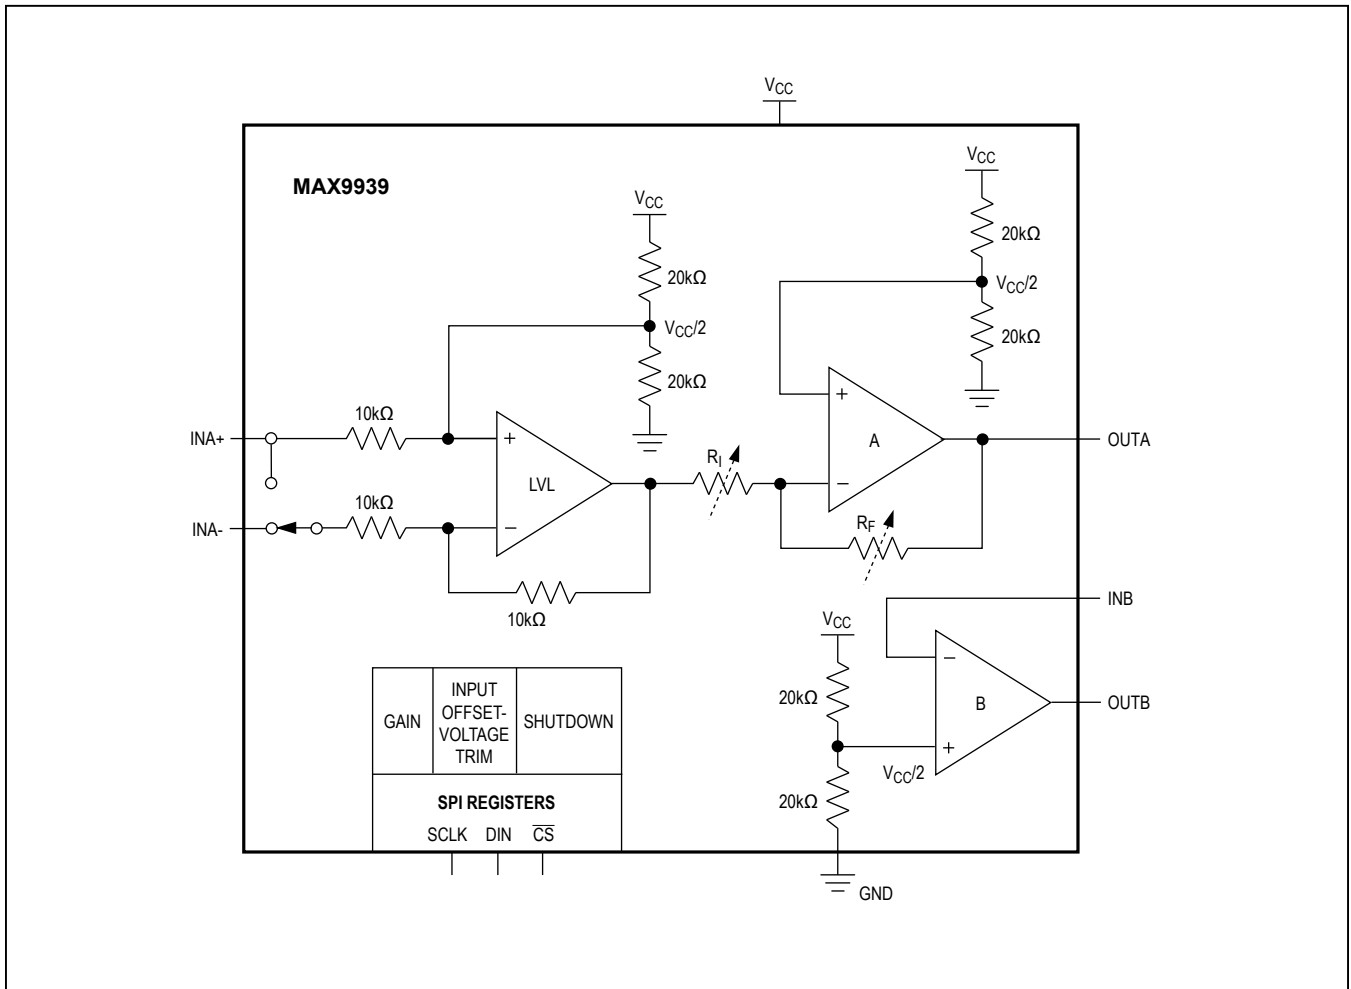 VCC
MAX9939
VCC
20kΩ
VCC/2
20kΩ
VCC
20kΩ
VCC/2
20kΩ
INA+
10kΩ
+
LVL
−
INA-
10kΩ
10kΩ
RI
+
A
−
RF
OUTA
INB
VCC
20kΩ
−
B
+
OUTB
VCC/2
20kΩ
GND
GAIN
INPUT
OFFSET-
VOLTAGE
TRIM
SHUTDOWN
SPI REGISTERS
SCLK DIN CS